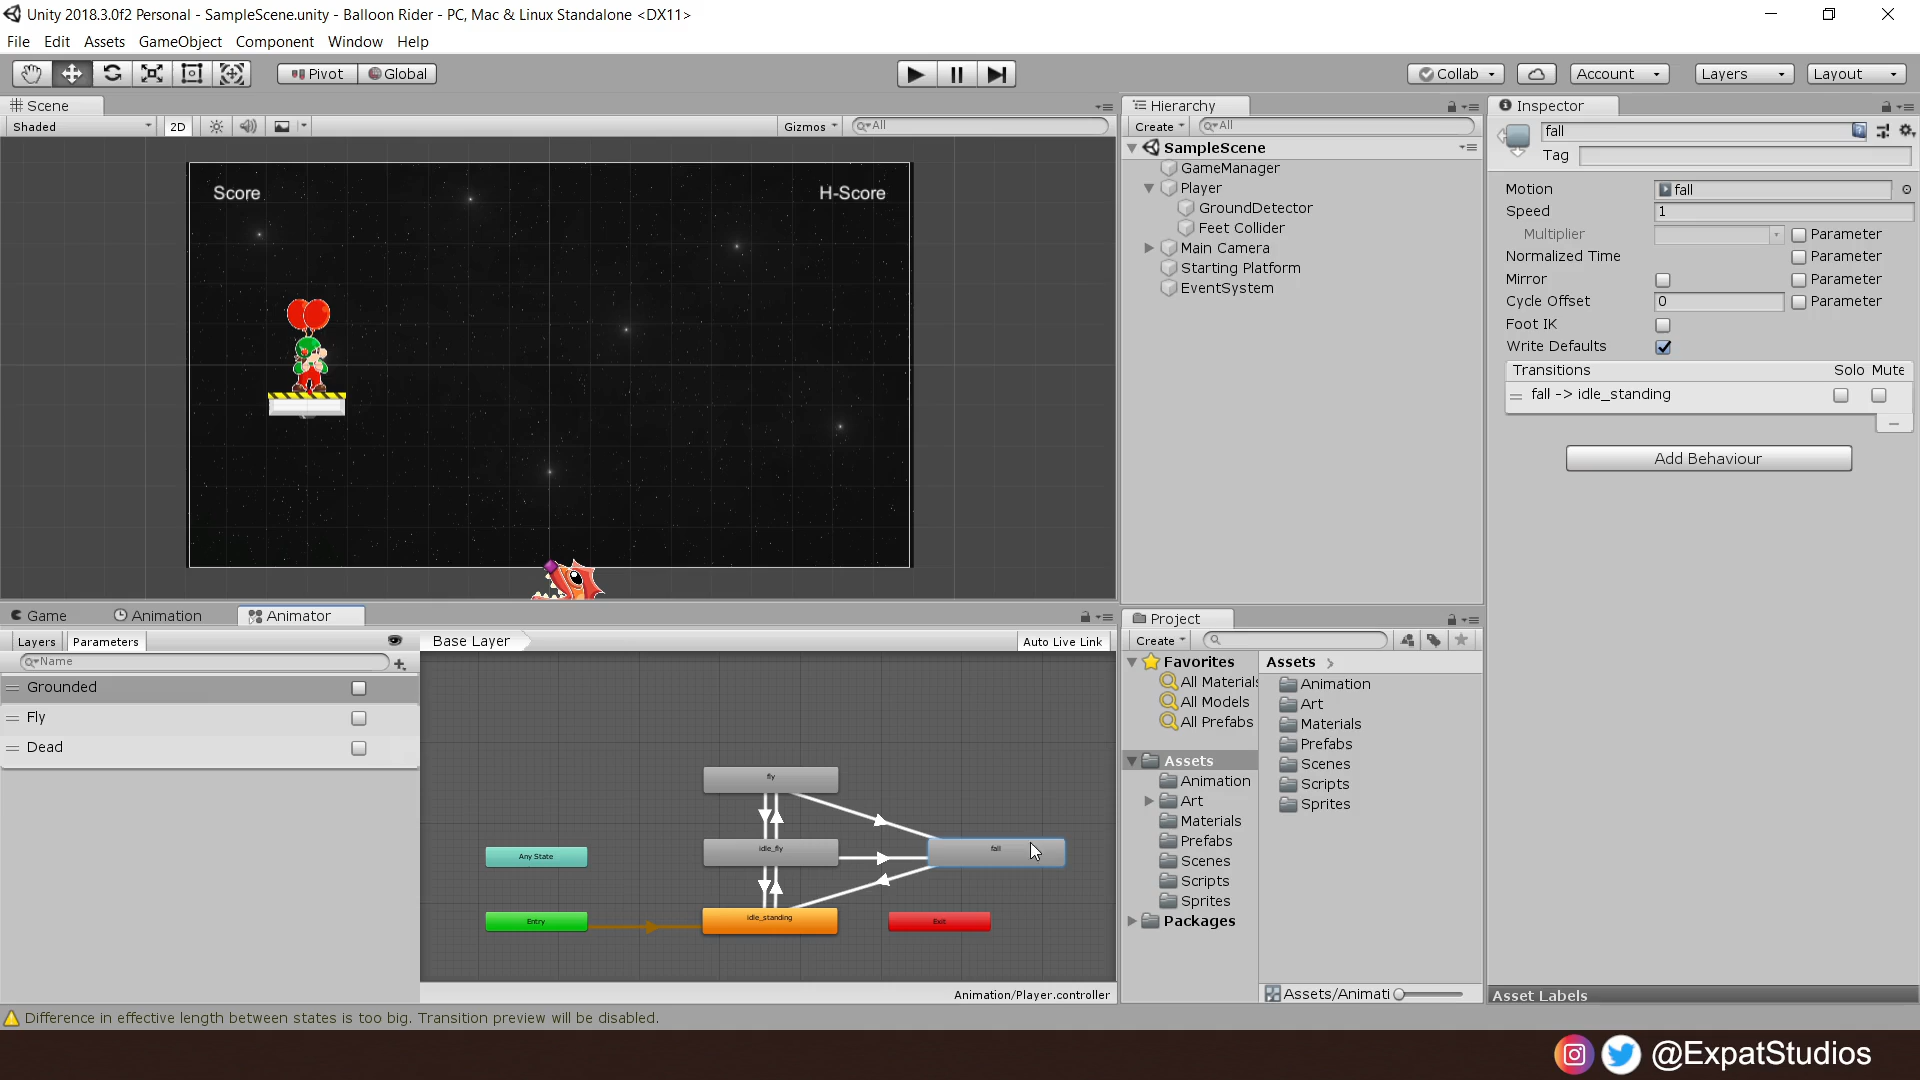 Unity 2018.3.0f2 Personal - SampleScene.unity - Balloon Rider - PC, Mac & Linux Standalone <DX11>
File Edit Assets GameObject Component Window Help
Pivot Global Collab Account Layers Layout
Scene
Shaded 2D Gizmos All
Score H-Score
Hierarchy
Create All
SampleScene
GameManager
Player
GroundDetector
Feet Collider
Main Camera
Starting Platform
EventSystem
Inspector
fall
Tag
Motion fall
Speed 1
Multiplier Parameter
Normalized Time Parameter
Mirror Parameter
Cycle Offset 0 Parameter
Foot IK
Write Defaults
Transitions Solo Mute
fall -> idle_standing
Add Behaviour
Game Animation Animator
Layers Parameters Base Layer Auto Live Link
Name
Grounded
Fly
Dead
fly
idle_fly
fall
Any State
Entry
idle_standing
Exit
Animation/Player.controller
Project
Create
Favorites
All Materials
All Models
All Prefabs
Assets
Animation
Art
Materials
Prefabs
Scenes
Scripts
Sprites
Packages
Assets
Animation
Art
Materials
Prefabs
Scenes
Scripts
Sprites
Assets/Animati
Asset Labels
Difference in effective length between states is too big. Transition preview will be disabled.
@ExpatStudios